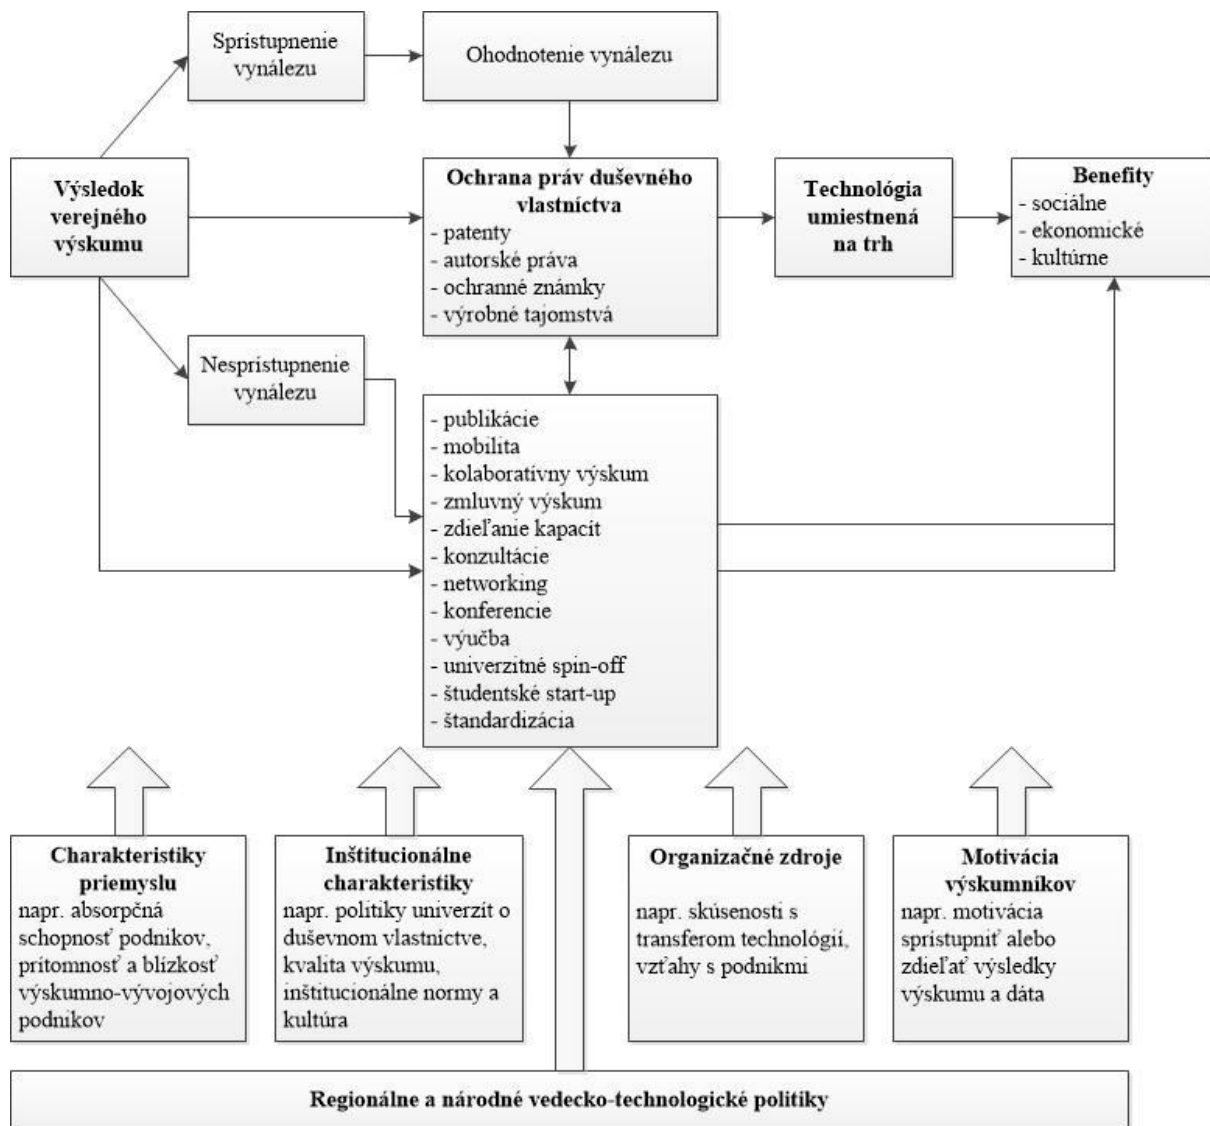 Sprístupnenie
vynálezu
Ohodnotenie vynálezu
Výsledok
verejného
výskumu
Ochrana práv duševného
vlastníctva
- patenty
- autorské práva
- ochranné známky
- výrobné tajomstvá
Technológia
umiestnená
na trh
Benefity
- sociálne
- ekonomické
- kultúrne
Nesprístupnenie
vynálezu
- publikácie
- mobilita
- kolaboratívny výskum
- zmluvný výskum
- zdieľanie kapacít
- konzultácie
- networking
- konferencie
- výučba
- univerzitné spin-off
- študentské start-up
- štandardizácia
Charakteristiky
priemyslu
napr. absorpčná
schopnosť podnikov,
prítomnosť a blízkosť
výskumno-vývojových
podnikov
Inštitucionálne
charakteristiky
napr. politiky univerzít o
duševnom vlastníctve,
kvalita výskumu,
inštitucionálne normy a
kultúra
Organizačné zdroje
napr. skúsenosti s
transferom technológií,
vzťahy s podnikmi
Motivácia
výskumníkov
napr. motivácia
sprístupniť alebo
zdieľať výsledky
výskumu a dáta
Regionálne a národné vedecko-technologické politiky